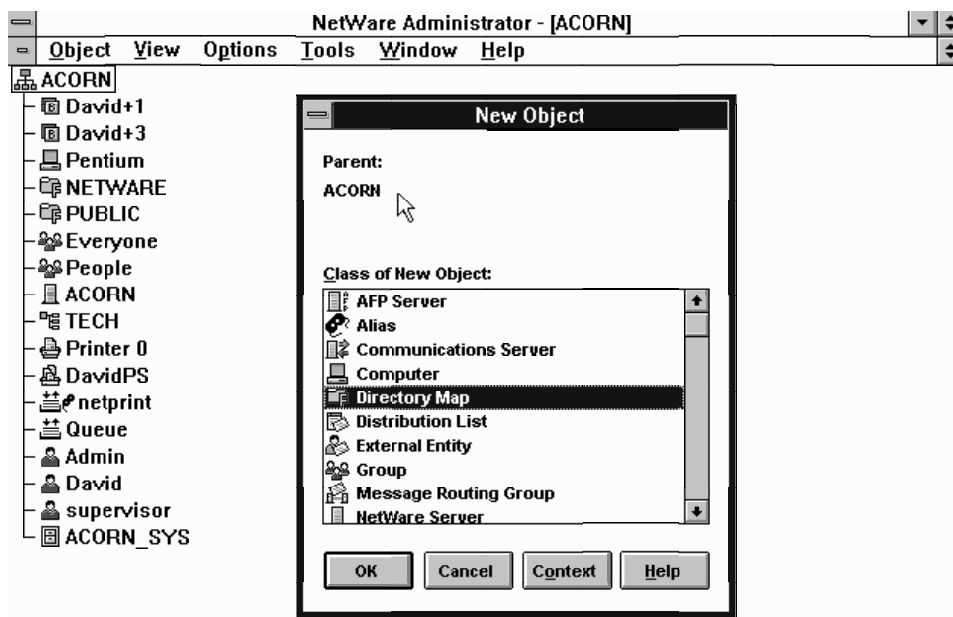 NetWare Administrator - [ACORN]
Object View Options Tools Window Help
ACORN
David+1
David+3
Pentium
NETWARE
PUBLIC
Everyone
People
ACORN
TECH
Printer 0
DavidPS
netprint
Queue
Admin
David
supervisor
ACORN_SYS
New Object
Parent:
ACORN
Class of New Object:
AFP Server
Alias
Communications Server
Computer
Directory Map
Distribution List
External Entity
Group
Message Routing Group
NetWare Server
OK Cancel Context Help